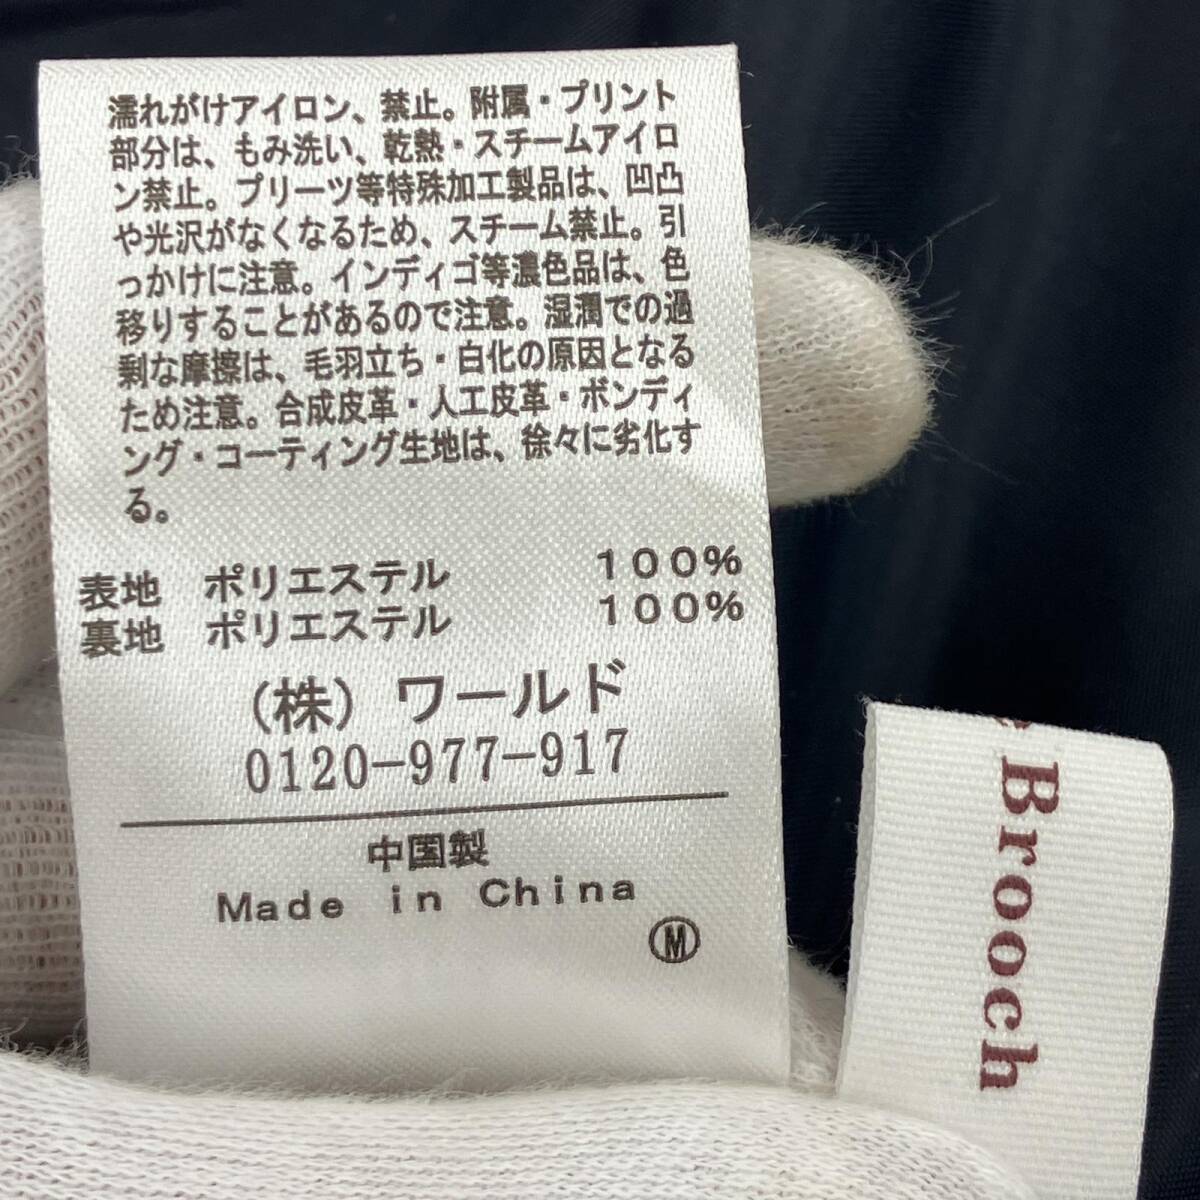 濡れがけアイロン、禁止。附属・プリント
部分は、もみ洗い、乾熱・スチームアイロ
ン禁止。プリーツ等特殊加工製品は、凹凸
や光沢がなくなるため、スチーム禁止。引
っかけに注意。インディゴ等濃色品は、色
移りすることがあるので注意。湿潤での過
剰な摩擦は、毛羽立ち・白化の原因となる
ため注意。合成皮革・人工皮革・ボンディ
ング・コーティング生地は、徐々に劣化す
る。
表地 ポリエステル 100%
裏地 ポリエステル 100%
(株) ワールド
0120-977-917
中国製
Made in China
Ⓜ
Brooch